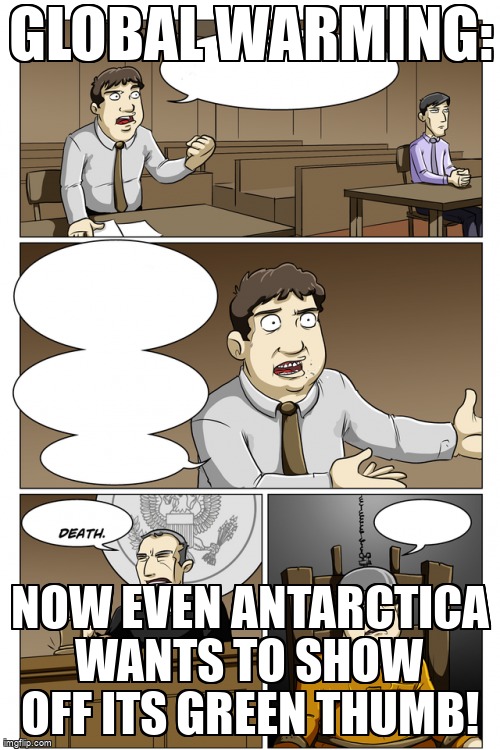 GLOBAL WARMING:
DEATH.
NOW EVEN ANTARCTICA
WANTS TO SHOW
OFF ITS GREEN THUMB!
imgflip.com